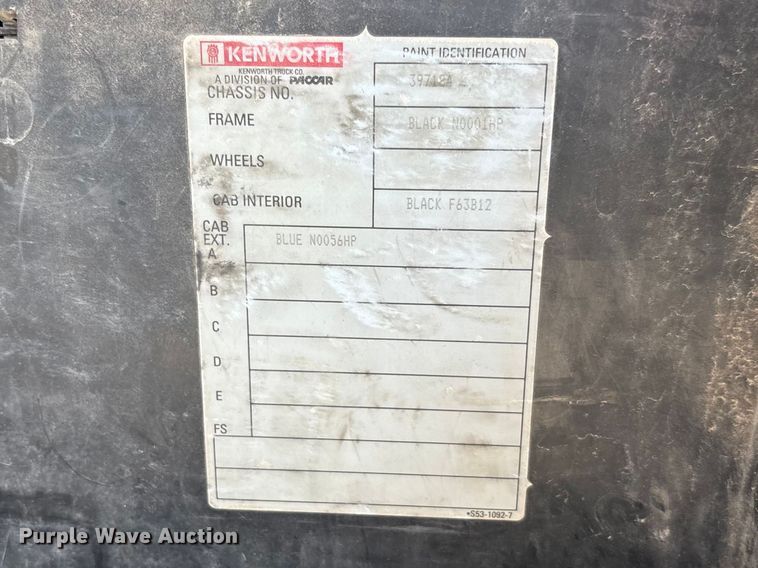 KENWORTH PAINT IDENTIFICATION
KENWORTH TRUCK CO.
A DIVISION OF PACCAR
CHASSIS NO.
FRAME BLACK N0001HP
WHEELS
CAB INTERIOR BLACK F63B12
CAB
EXT.
A BLUE N0056HP
B
C
D
E
FS
*S53-1092-7
Purple Wave Auction